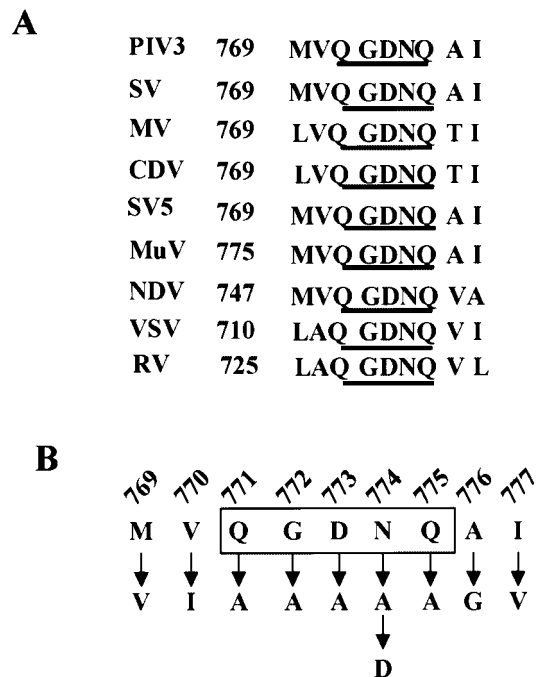 A
PIV3 769 MVQ GDNQ A I
SV 769 MVQ GDNQ A I
MV 769 LVQ GDNQ T I
CDV 769 LVQ GDNQ T I
SV5 769 MVQ GDNQ A I
MuV 775 MVQ GDNQ A I
NDV 747 MVQ GDNQ VA
VSV 710 LAQ GDNQ V I
RV 725 LAQ GDNQ V L
B
769 770 771 772 773 774 775 776 777
M V Q G D N Q A I
V I A A A A A G V
D